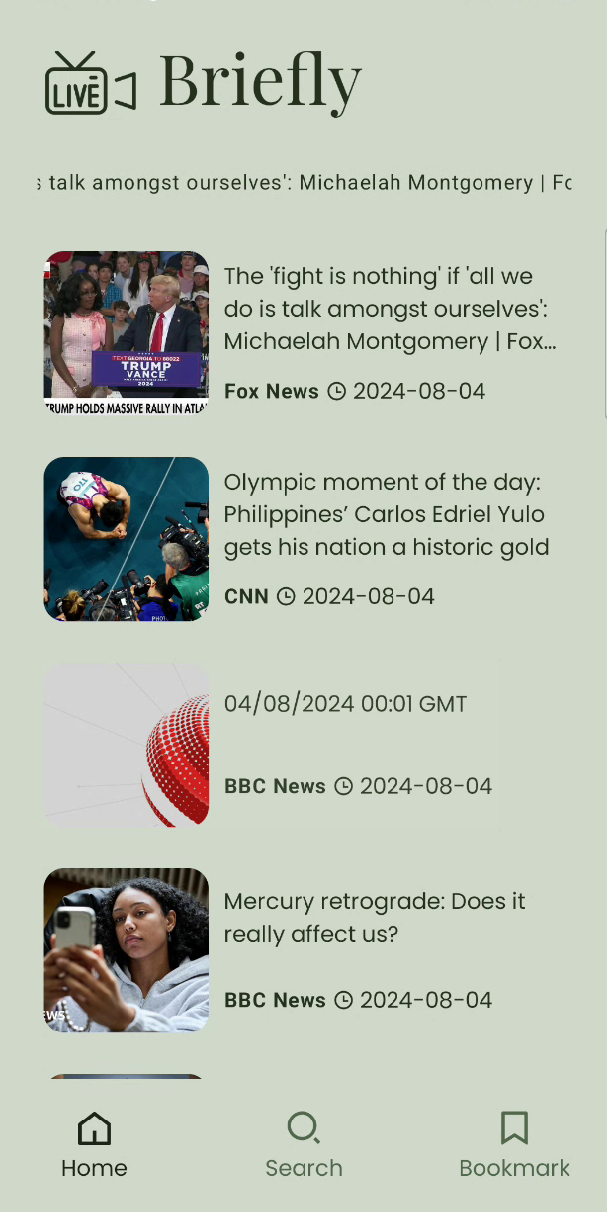 LIVE Briefly
s talk amongst ourselves': Michaelah Montgomery | Fo
The 'fight is nothing' if 'all we
do is talk amongst ourselves':
Michaelah Montgomery | Fox...
TEXT GEORGIA TO 88022
TRUMP
VANCE
2024
TRUMP HOLDS MASSIVE RALLY IN ATLA
Fox News 2024-08-04
170
Olympic moment of the day:
Philippines’ Carlos Edriel Yulo
gets his nation a historic gold
RT
PHOT
CNN 2024-08-04
04/08/2024 00:01 GMT
BBC News 2024-08-04
Mercury retrograde: Does it
really affect us?
EWS
BBC News 2024-08-04
Home Search Bookmark